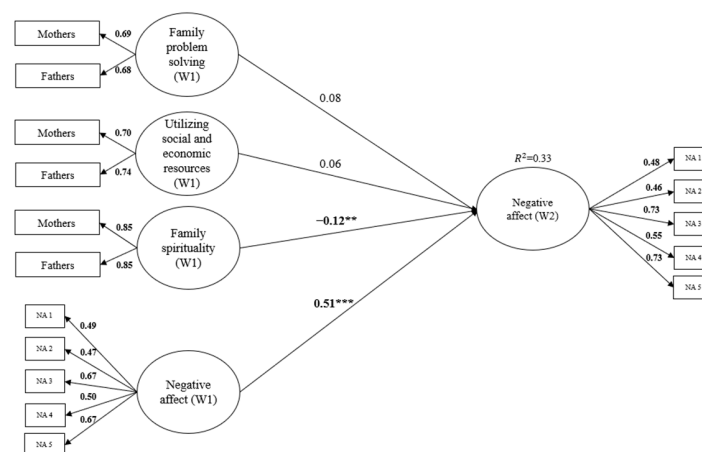 Mothers
0.69
Fathers
0.68
Family
problem
solving
(W1)
0.08
Mothers
0.70
Fathers
0.74
Utilizing
social and
economic
resources
(W1)
0.06
Mothers
0.85
Fathers
0.85
Family
spirituality
(W1)
−0.12**
NA 1
0.49
NA 2
0.47
NA 3
0.67
NA 4
0.50
NA 5
0.67
Negative
affect (W1)
0.51***
R²=0.33
Negative
affect (W2)
0.48
NA 1
0.46
NA 2
0.73
NA 3
0.55
NA 4
0.73
NA 5